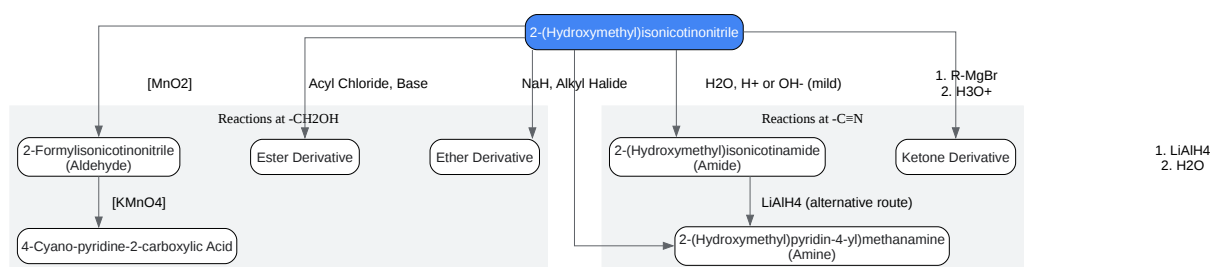 2-(Hydroxymethyl)isonicotinonitrile
[MnO2]
Acyl Chloride, Base
NaH, Alkyl Halide
H2O, H+ or OH- (mild)
1. R-MgBr
2. H3O+
Reactions at -CH2OH
Reactions at -C≡N
2-Formylisonicotinonitrile
(Aldehyde)
Ester Derivative
Ether Derivative
2-(Hydroxymethyl)isonicotinamide
(Amide)
Ketone Derivative
1. LiAlH4
2. H2O
[KMnO4]
LiAlH4 (alternative route)
4-Cyano-pyridine-2-carboxylic Acid
2-(Hydroxymethyl)pyridin-4-yl)methanamine
(Amine)